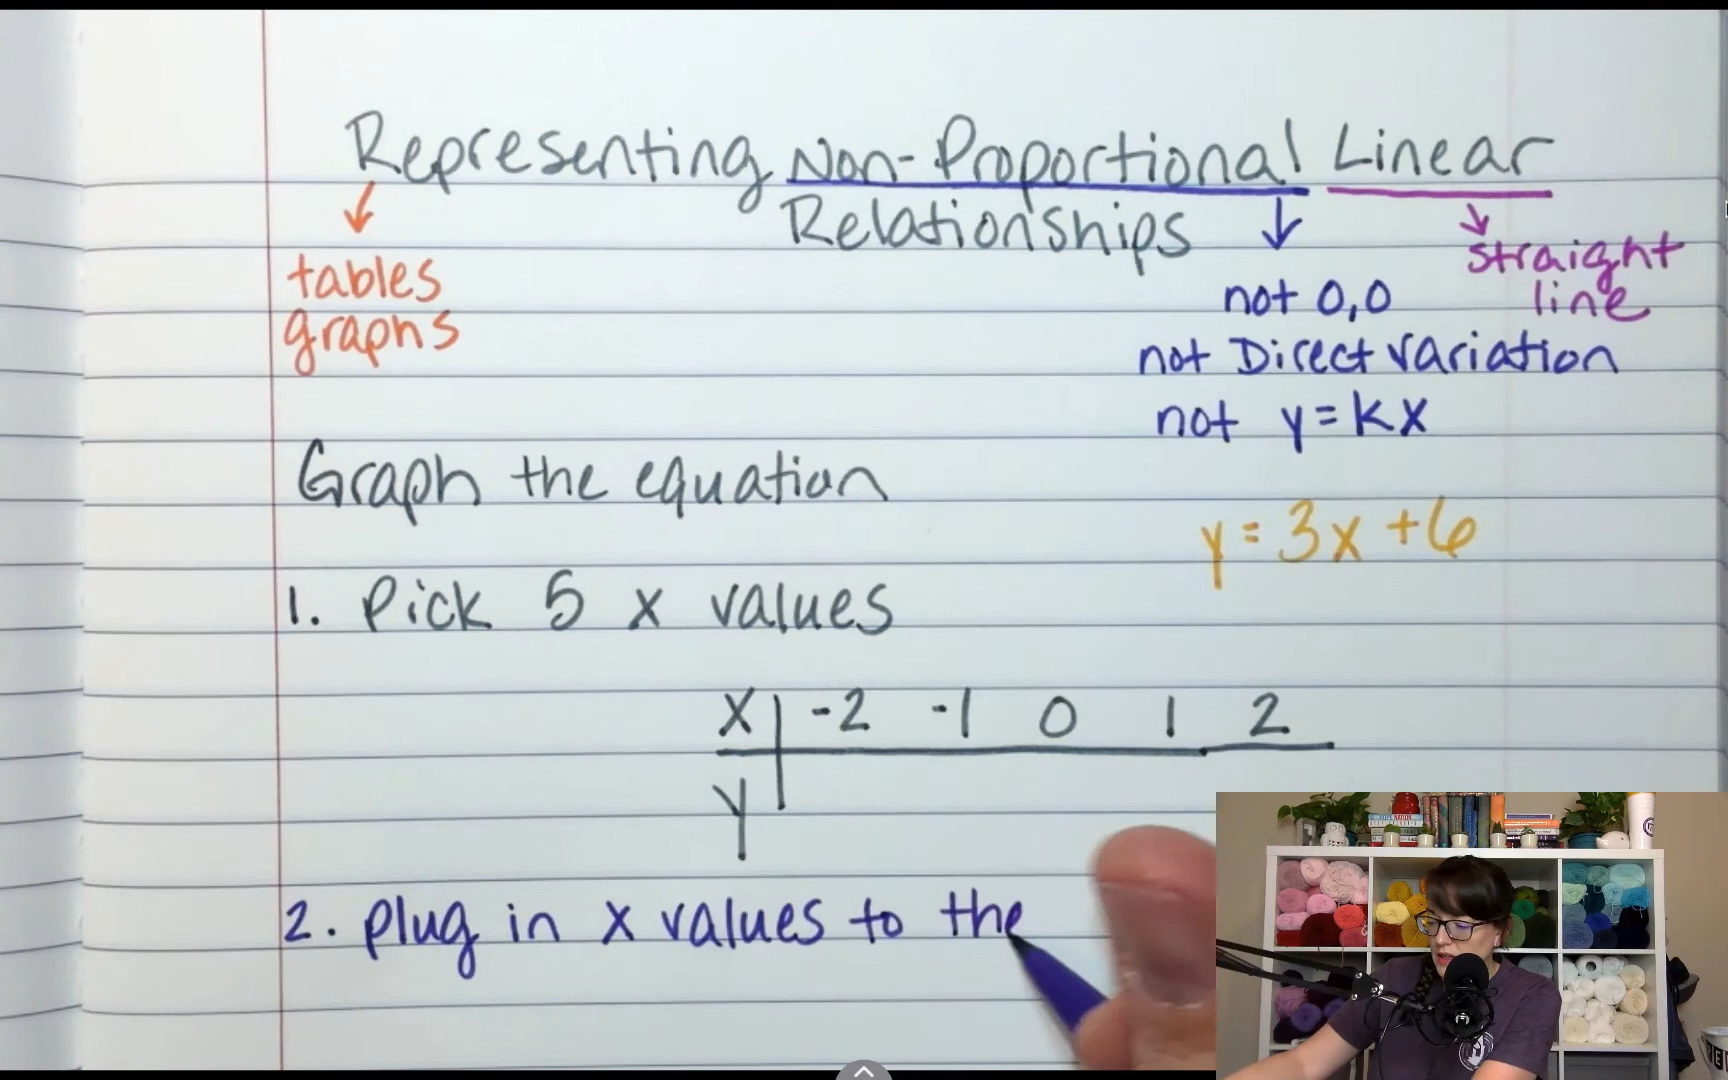 Representing Non-Proportional Linear
Relationships
tables
graphs
not 0,0
not Direct Variation
not y = kx
straight
line
Graph the equation
y = 3x + 6
1. Pick 5 x values
x -2 -1 0 1 2
y
2. plug in x values to the